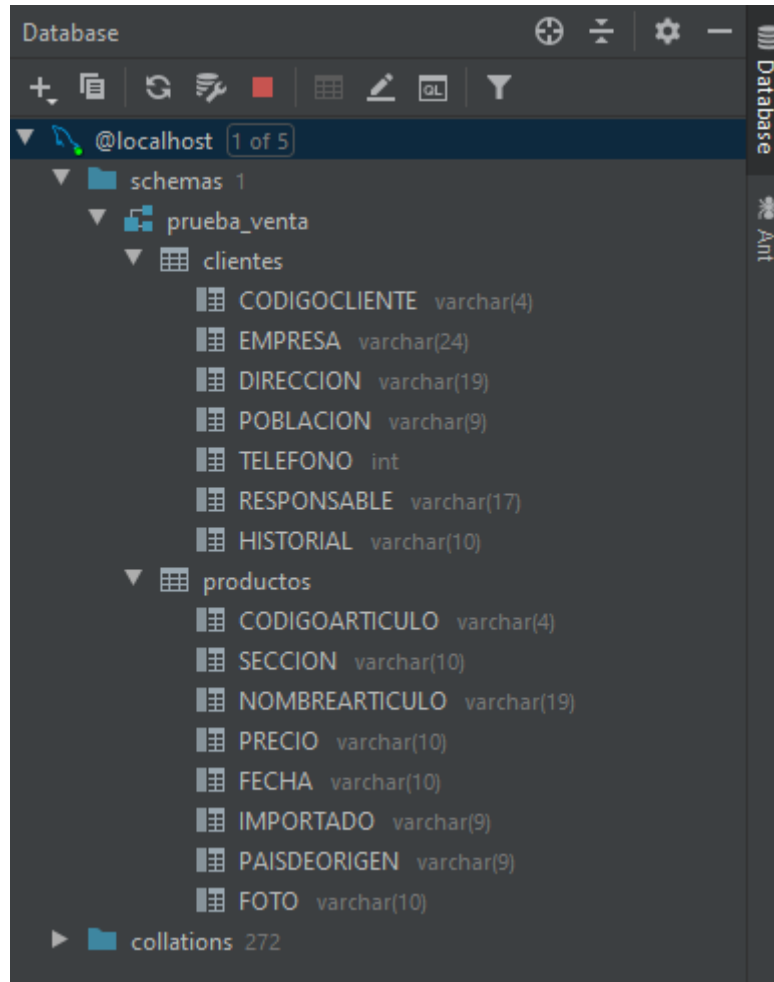 Database
QL
@localhost 1 of 5
schemas 1
prueba_venta
clientes
CODIGOCLIENTE varchar(4)
EMPRESA varchar(24)
DIRECCION varchar(19)
POBLACION varchar(9)
TELEFONO int
RESPONSABLE varchar(17)
HISTORIAL varchar(10)
productos
CODIGOARTICULO varchar(4)
SECCION varchar(10)
NOMBREARTICULO varchar(19)
PRECIO varchar(10)
FECHA varchar(10)
IMPORTADO varchar(9)
PAISDEORIGEN varchar(9)
FOTO varchar(10)
collations 272
Database
Ant